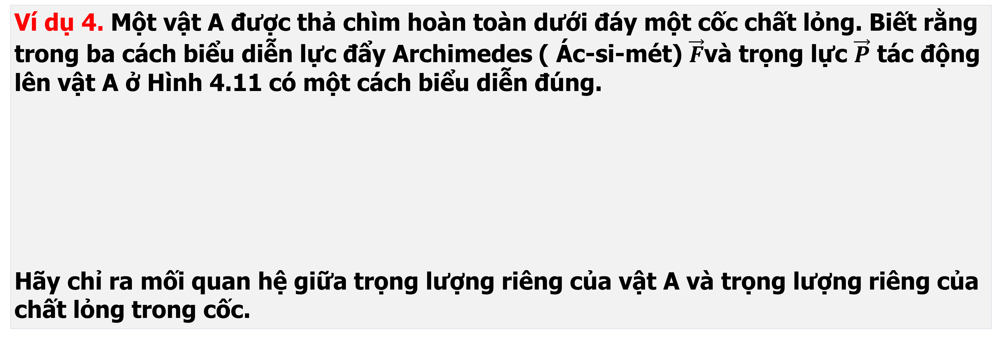 Ví dụ 4. Một vật A được thả chìm hoàn toàn dưới đáy một cốc chất lỏng. Biết rằng
trong ba cách biểu diễn lực đẩy Archimedes ( Ác-si-mét) $\vec{F}$và trọng lực $\vec{P}$ tác động
lên vật A ở Hình 4.11 có một cách biểu diễn đúng.
Hãy chỉ ra mối quan hệ giữa trọng lượng riêng của vật A và trọng lượng riêng của
chất lỏng trong cốc.